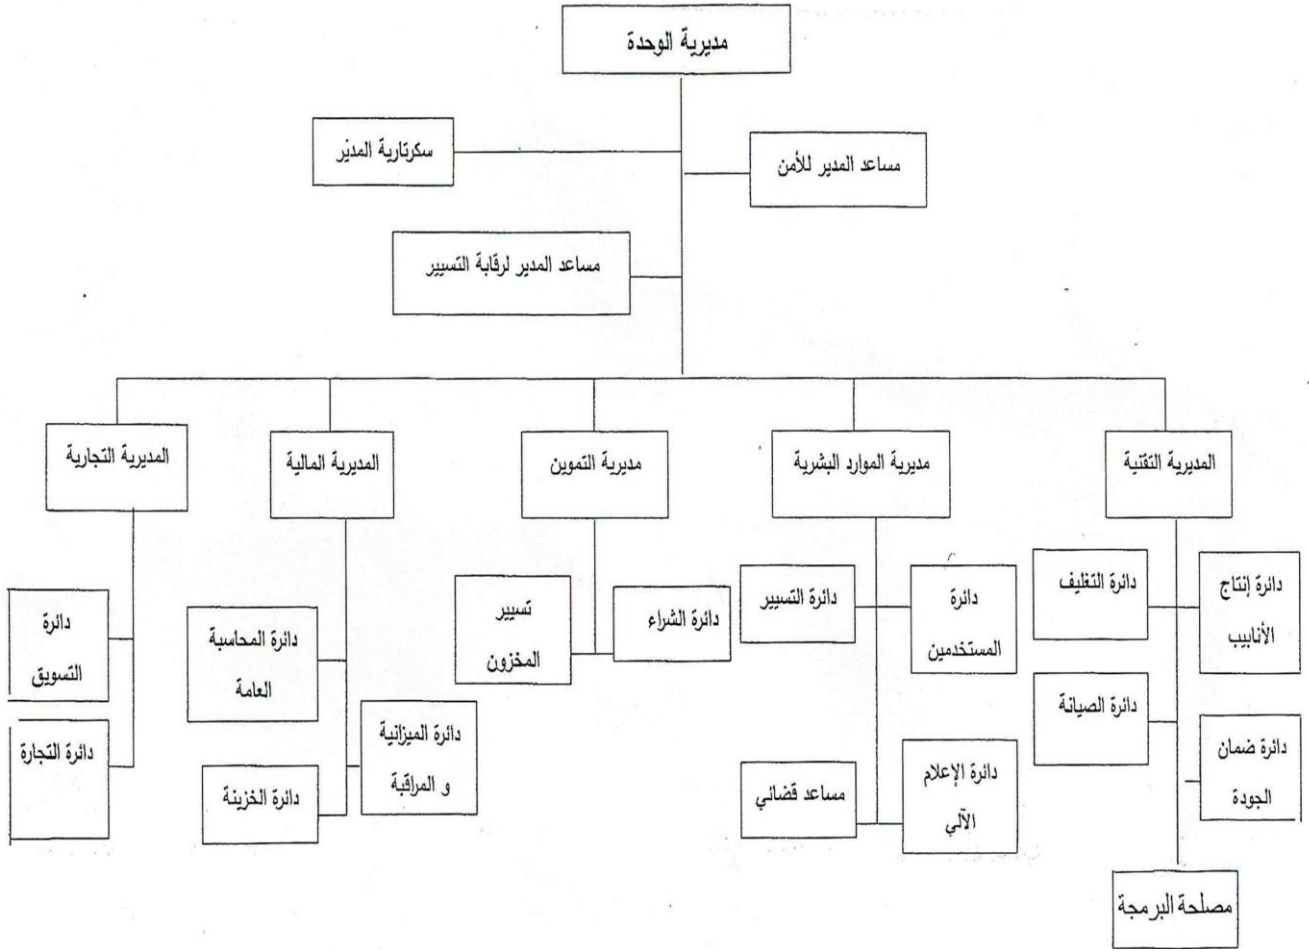 مديرية الوحدة
سكرتارية المدير
مساعد المدير للأمن
مساعد المدير لرقابة التسيير
المديرية التقنية
مديرية الموارد البشرية
مديرية التموين
المديرية المالية
المديرية التجارية
دائرة إنتاج
الأنابيب
دائرة التغليف
دائرة ضمان
الجودة
دائرة الصيانة
مصلحة البرمجة
دائرة
المستخدمين
دائرة التسيير
دائرة الإعلام
الآلي
مساعد قضائي
دائرة الشراء
تسيير
المخزون
دائرة المحاسبة
العامة
دائرة الميزانية
و المراقبة
دائرة الخزينة
دائرة
التسويق
دائرة التجارة